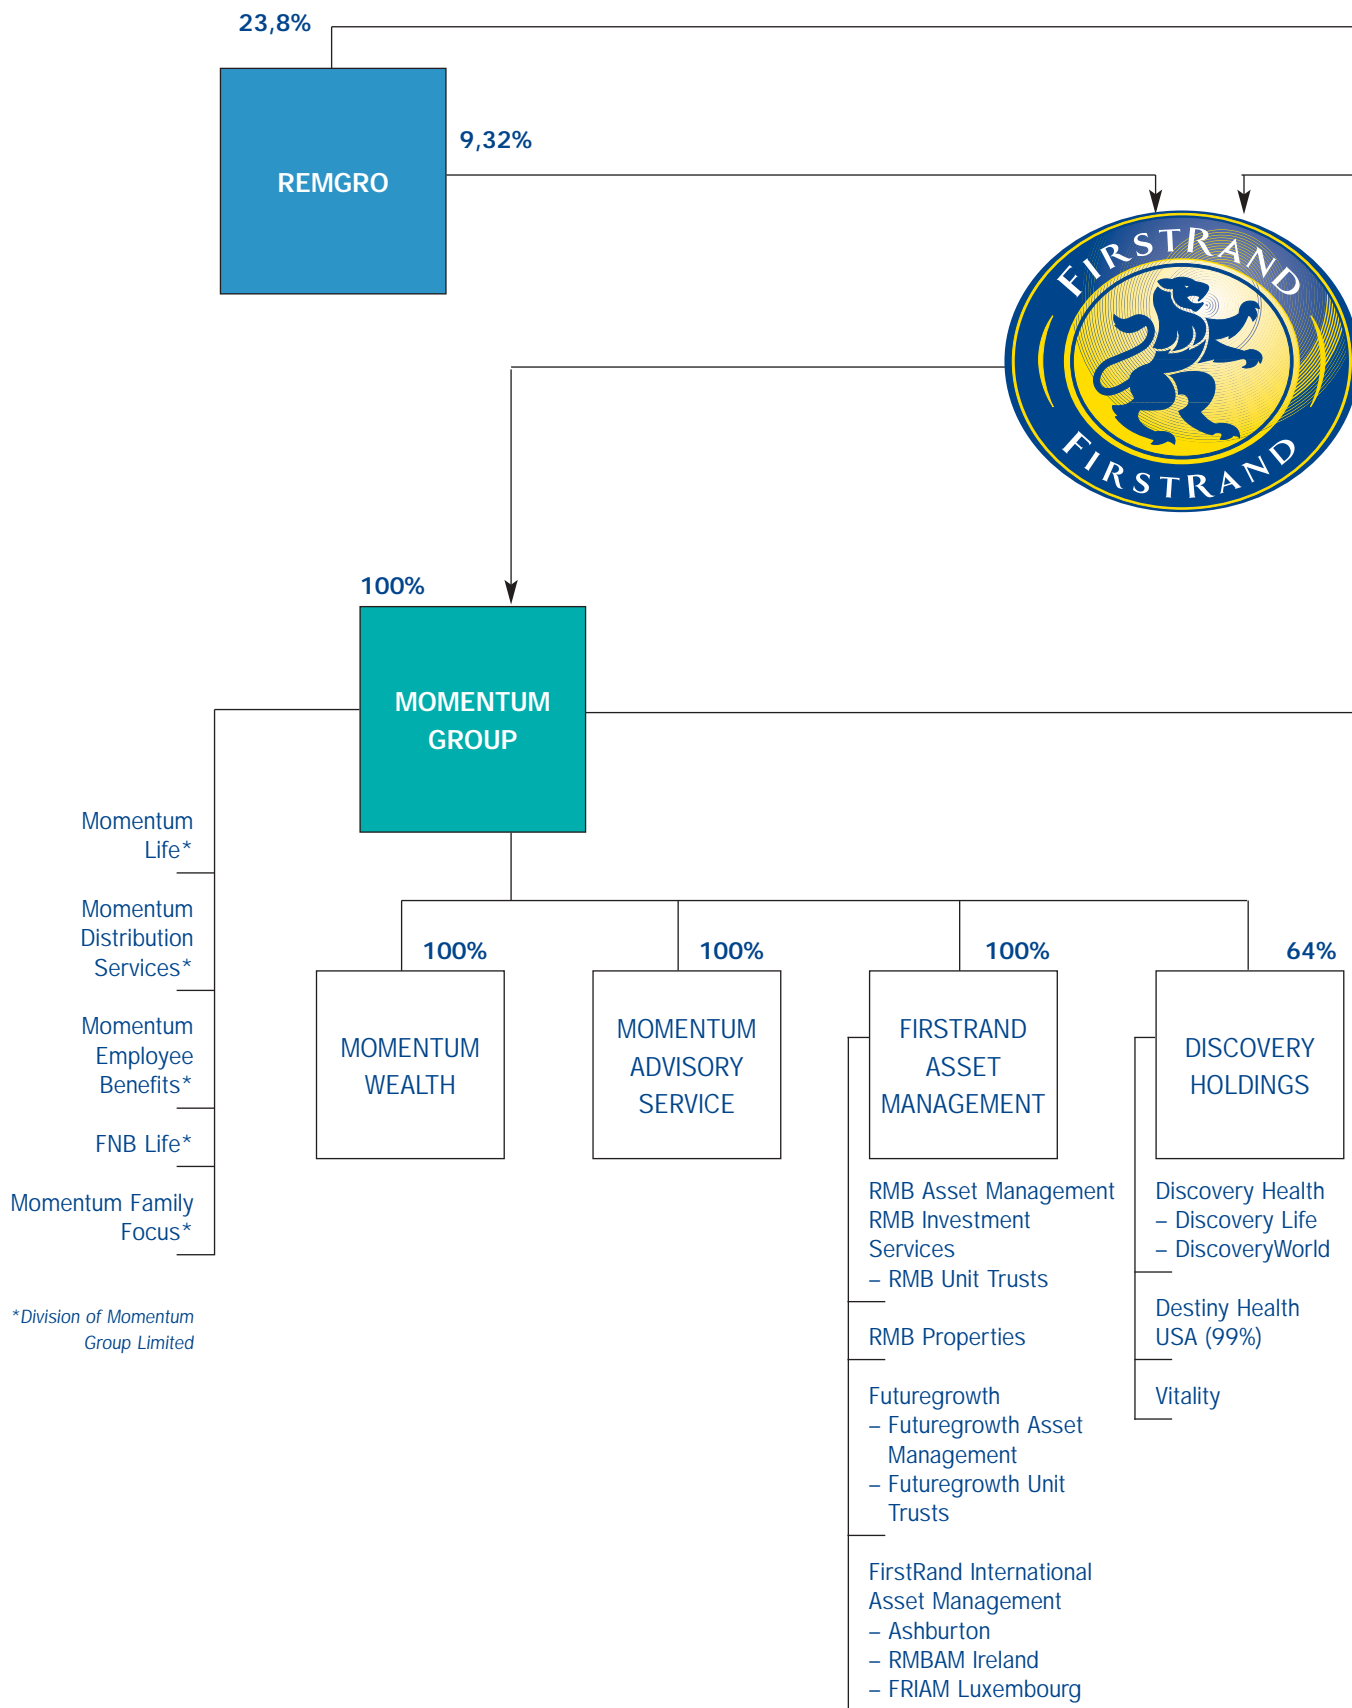 23,8%
REMGRO
9,32%
FIRSTRAND
FIRSTRAND
100%
MOMENTUM
GROUP
Momentum
Life*
Momentum
Distribution
Services*
Momentum
Employee
Benefits*
FNB Life*
Momentum Family
Focus*
*Division of Momentum
Group Limited
100%
MOMENTUM
WEALTH
100%
MOMENTUM
ADVISORY
SERVICE
100%
FIRSTRAND
ASSET
MANAGEMENT
RMB Asset Management
RMB Investment
Services
– RMB Unit Trusts
RMB Properties
Futuregrowth
– Futuregrowth Asset
Management
– Futuregrowth Unit
Trusts
FirstRand International
Asset Management
– Ashburton
– RMBAM Ireland
– FRIAM Luxembourg
64%
DISCOVERY
HOLDINGS
Discovery Health
– Discovery Life
– DiscoveryWorld
Destiny Health
USA (99%)
Vitality